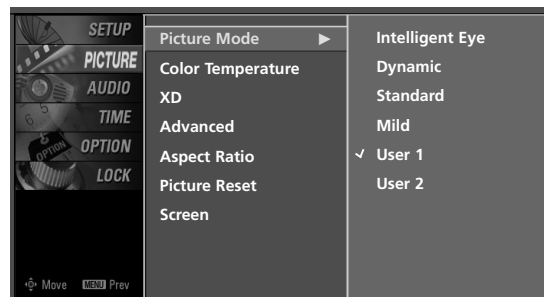 SETUP
PICTURE
AUDIO
TIME
OPTION
LOCK
Move MENU Prev
Picture Mode
Color Temperature
XD
Advanced
Aspect Ratio
Picture Reset
Screen
Intelligent Eye
Dynamic
Standard
Mild
User 1
User 2